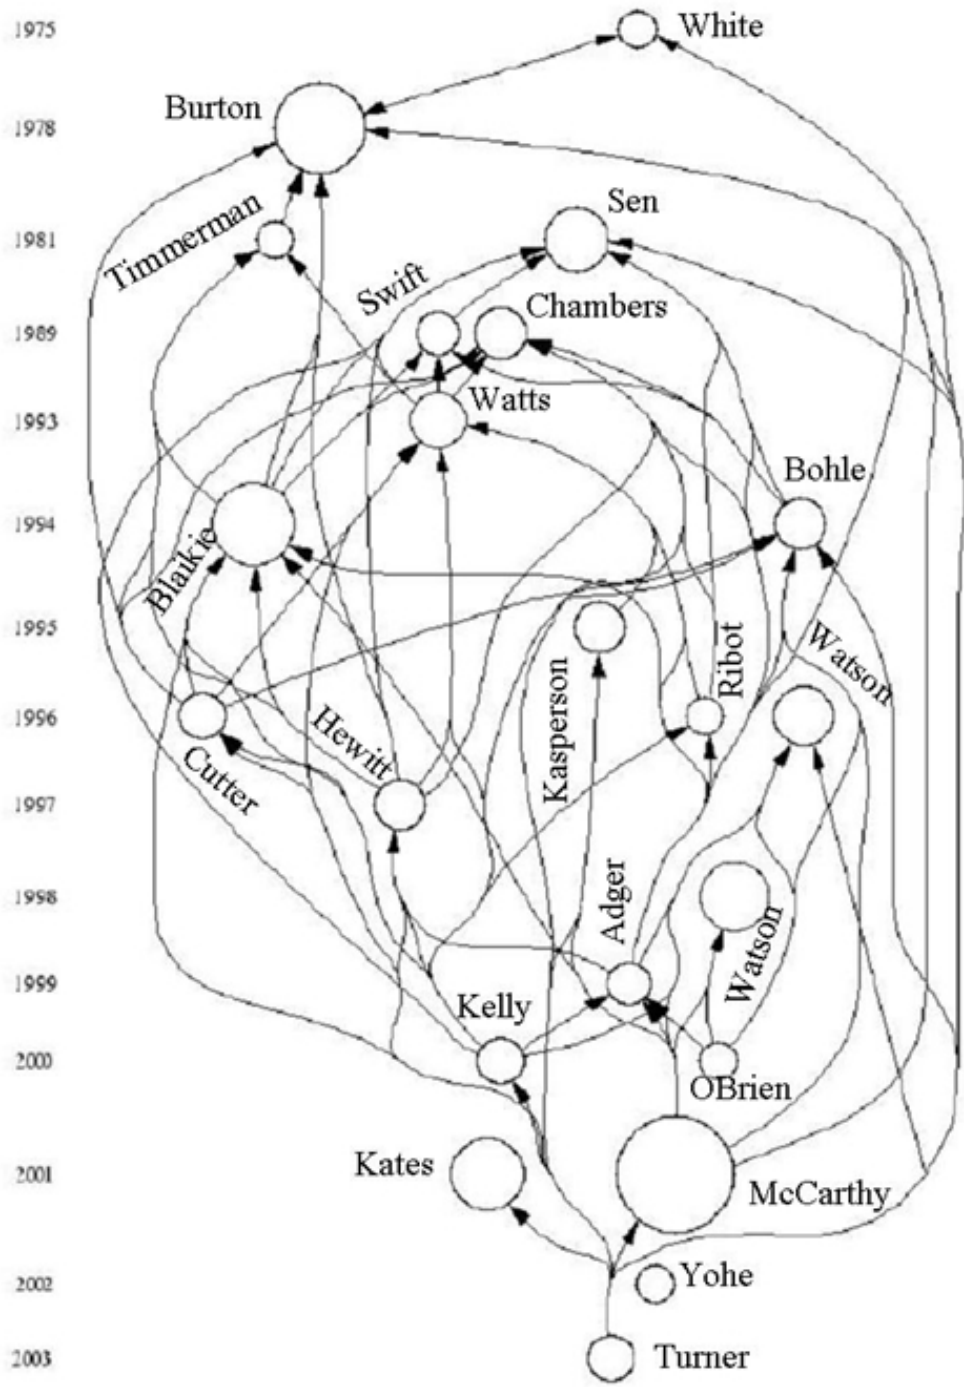 1975
White
Burton
1978
Timmerman
Sen
1981
Swift
Chambers
1989
Watts
1993
Bohle
1994
Blaikie
1995
Kasperson
Ribot
Watson
1996
Cutter
Hewitt
1997
1998
Adger
Watson
1999
Kelly
2000
OBrien
Kates
2001
McCarthy
Yohe
2002
2003
Turner